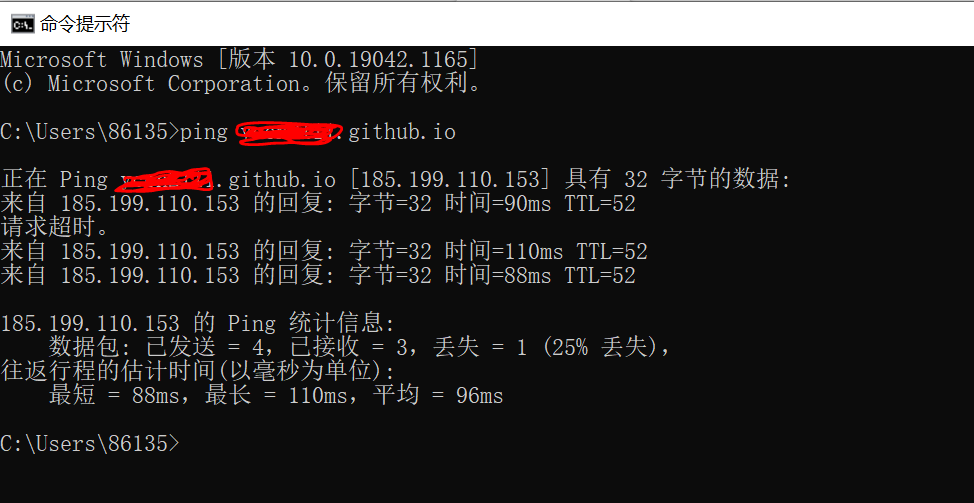 命令提示符
Microsoft Windows [版本 10.0.19042.1165]
(c) Microsoft Corporation。保留所有权利。
C:\Users\86135>ping .github.io
正在 Ping .github.io [185.199.110.153] 具有 32 字节的数据:
来自 185.199.110.153 的回复: 字节=32 时间=90ms TTL=52
请求超时。
来自 185.199.110.153 的回复: 字节=32 时间=110ms TTL=52
来自 185.199.110.153 的回复: 字节=32 时间=88ms TTL=52
185.199.110.153 的 Ping 统计信息:
数据包: 已发送 = 4，已接收 = 3，丢失 = 1 (25% 丢失)，
往返行程的估计时间(以毫秒为单位):
最短 = 88ms，最长 = 110ms，平均 = 96ms
C:\Users\86135>